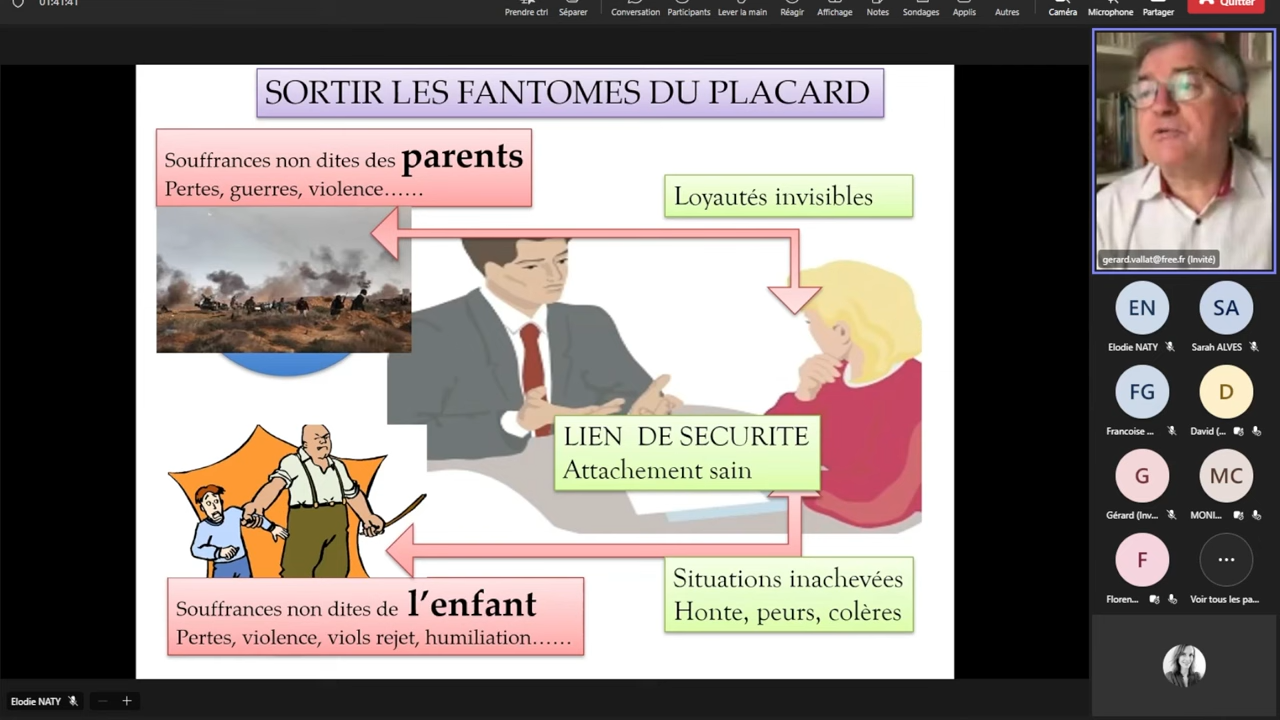 01:41:41
Prendre ctrl
Séparer
Conversation
Participants
Lever la main
Réagir
Affichage
Notes
Sondages
Applis
Autres
Caméra
Microphone
Partager
Quitter
SORTIR LES FANTOMES DU PLACARD
Souffrances non dites des parents
Pertes, guerres, violence......
Loyautés invisibles
LIEN DE SECURITE
Attachement sain
Situations inachevées
Honte, peurs, colères
Souffrances non dites de l'enfant
Pertes, violence, viols rejet, humiliation......
gerard.vallat@free.fr (Invité)
EN
Elodie NATY
SA
Sarah ALVES
FG
Francoise ...
D
David (...
G
Gérard (Inv...
MC
MONI...
F
Floren...
...
Voir tous les pa...
Elodie NATY